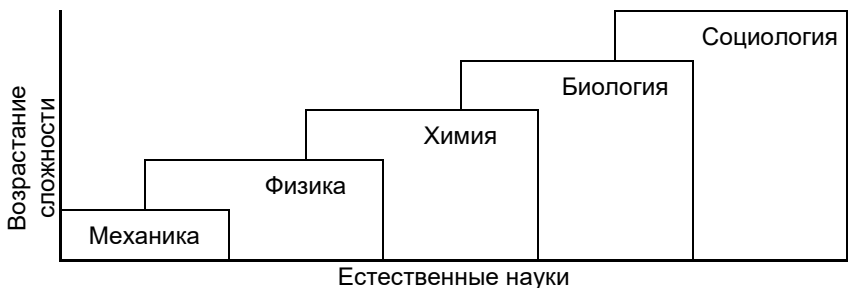 Социология
Биология
Химия
Физика
Механика
Возрастание
сложности
Естественные науки